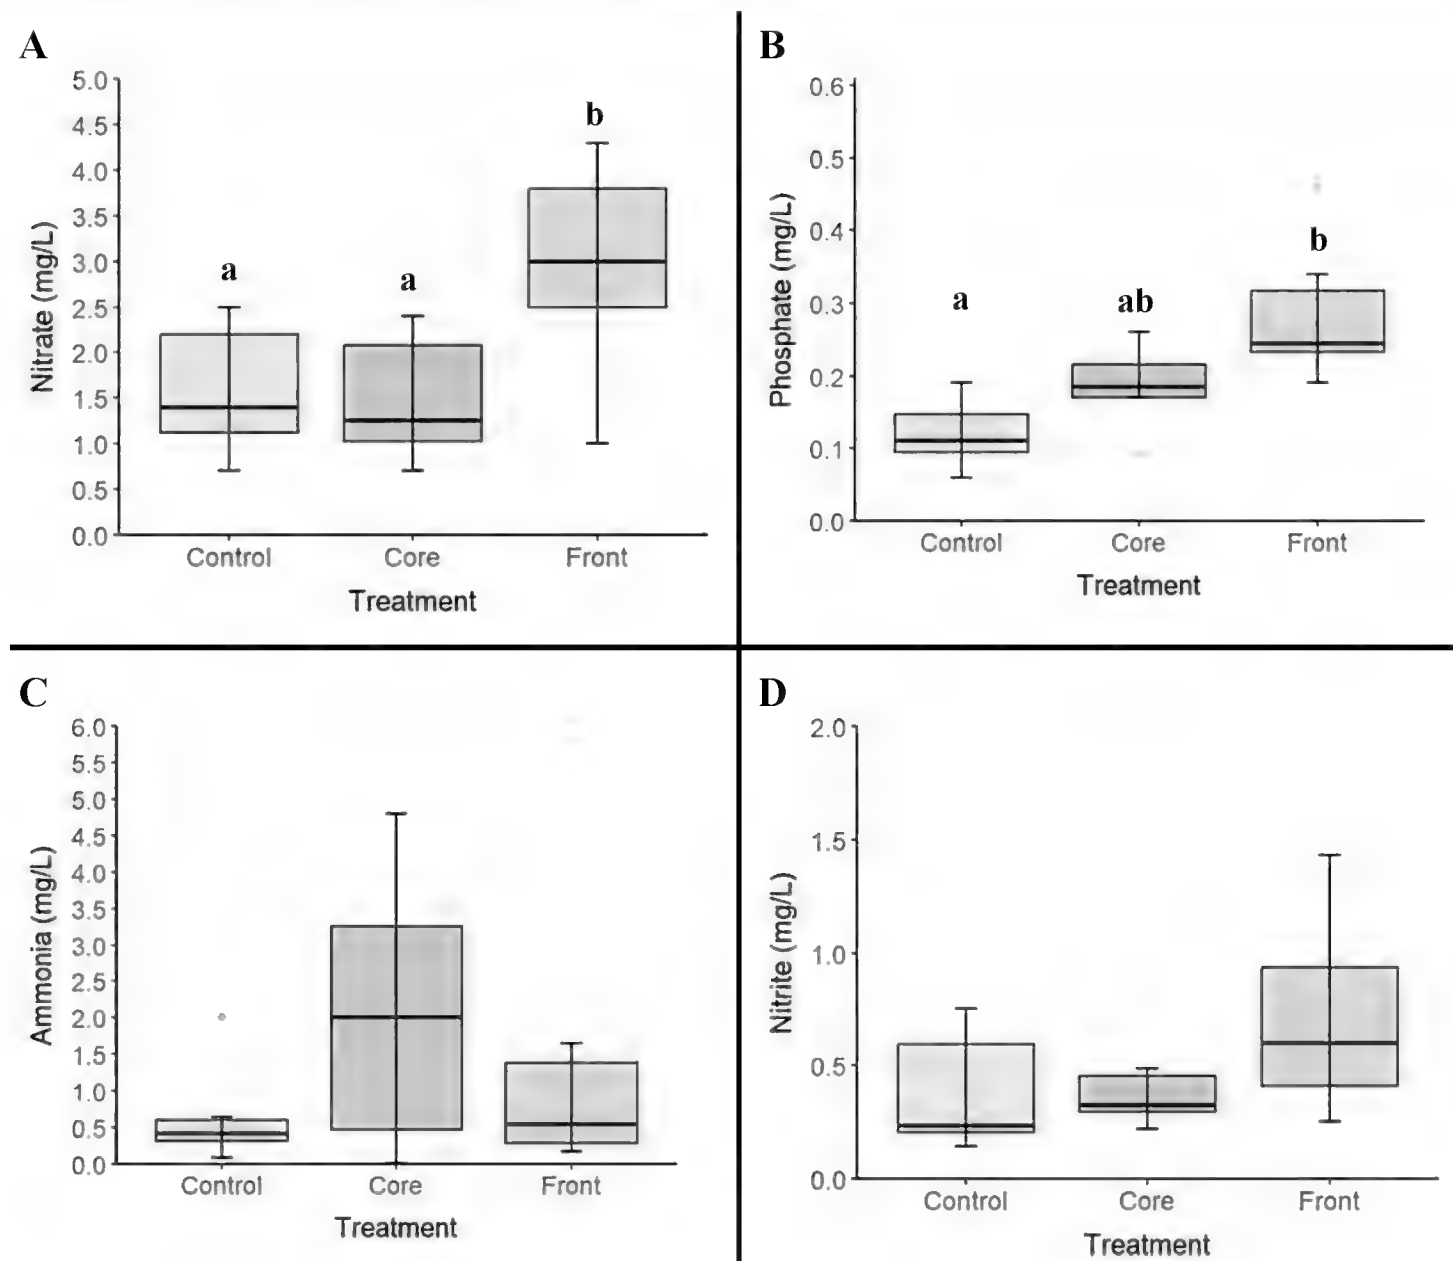 A
Nitrate (mg/L)
5.0
4.5
4.0
3.5
3.0
2.5
2.0
1.5
1.0
0.5
0.0
a
a
b
Control Core Front
Treatment
B
Phosphate (mg/L)
0.6
0.5
0.4
0.3
0.2
0.1
0.0
a
ab
b
Control Core Front
Treatment
C
Ammonia (mg/L)
6.0
5.5
5.0
4.5
4.0
3.5
3.0
2.5
2.0
1.5
1.0
0.5
0.0
Control Core Front
Treatment
D
Nitrite (mg/L)
2.0
1.5
1.0
0.5
0.0
Control Core Front
Treatment